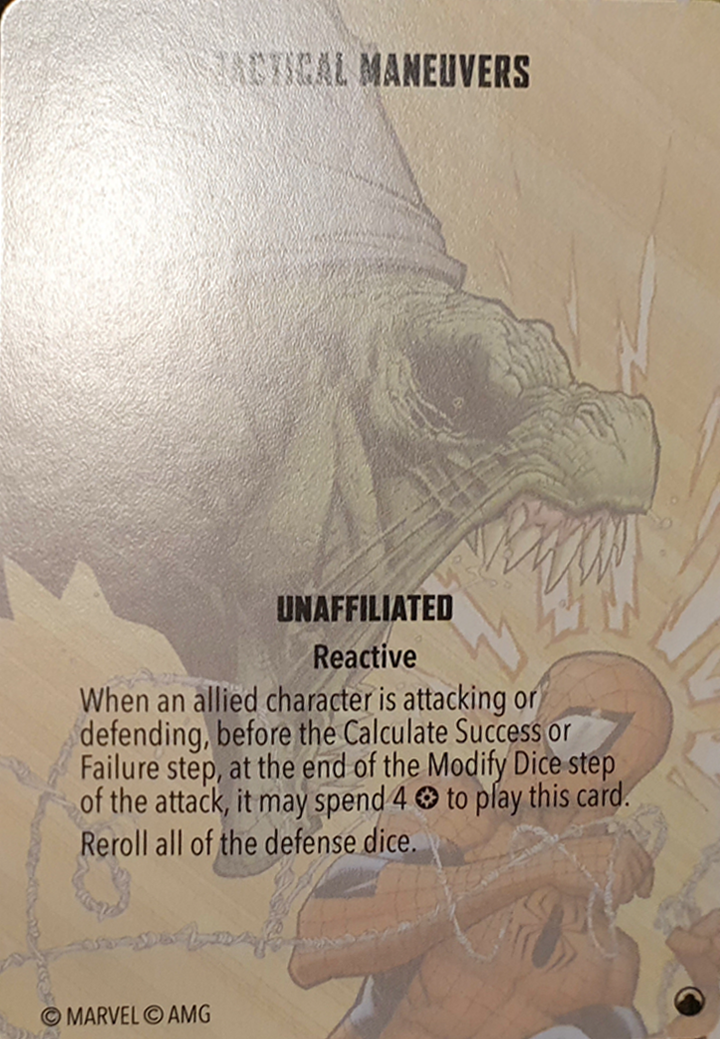 TACTICAL MANEUVERS
UNAFFILIATED
Reactive
When an allied character is attacking or
defending, before the Calculate Success or
Failure step, at the end of the Modify Dice step
of the attack, it may spend 4 to play this card.
Reroll all of the defense dice.
© MARVEL © AMG